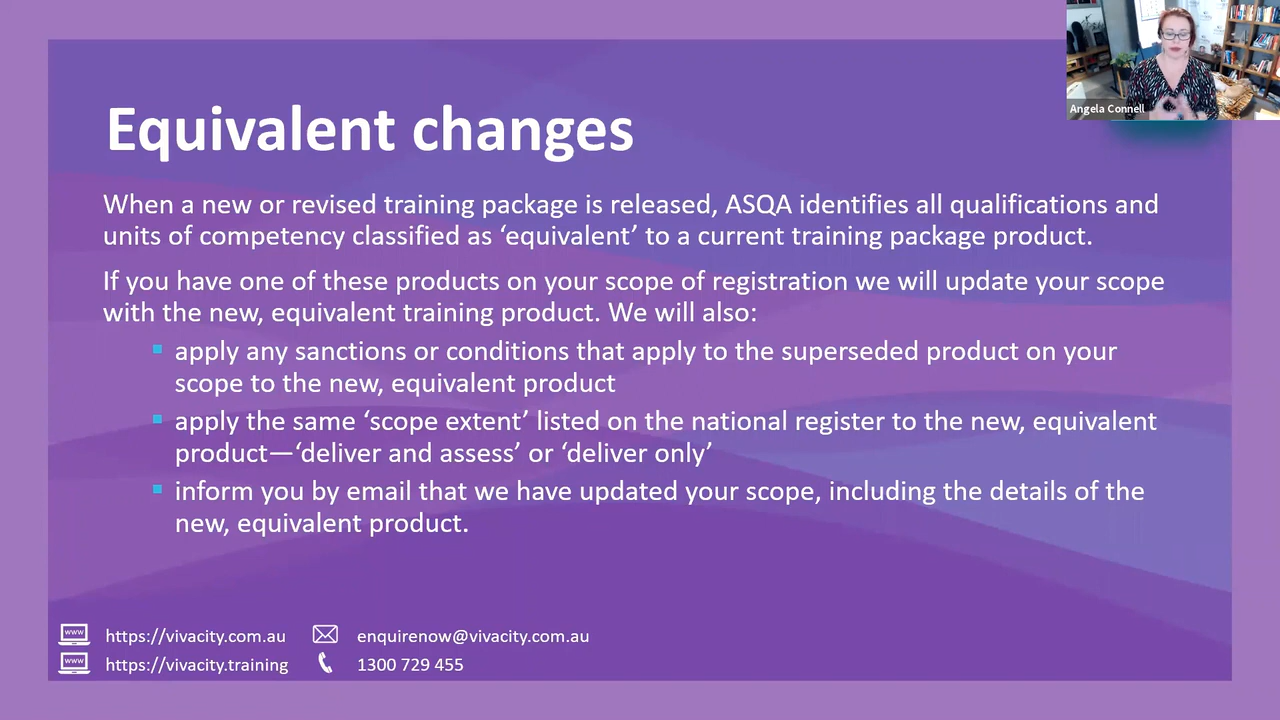 Equivalent changes
Angela Connell
When a new or revised training package is released, ASQA identifies all qualifications and
units of competency classified as ‘equivalent’ to a current training package product.
If you have one of these products on your scope of registration we will update your scope
with the new, equivalent training product. We will also:
apply any sanctions or conditions that apply to the superseded product on your
scope to the new, equivalent product
apply the same ‘scope extent’ listed on the national register to the new, equivalent
product—‘deliver and assess’ or ‘deliver only’
inform you by email that we have updated your scope, including the details of the
new, equivalent product.
www https://vivacity.com.au enquirenow@vivacity.com.au
www https://vivacity.training 1300 729 455